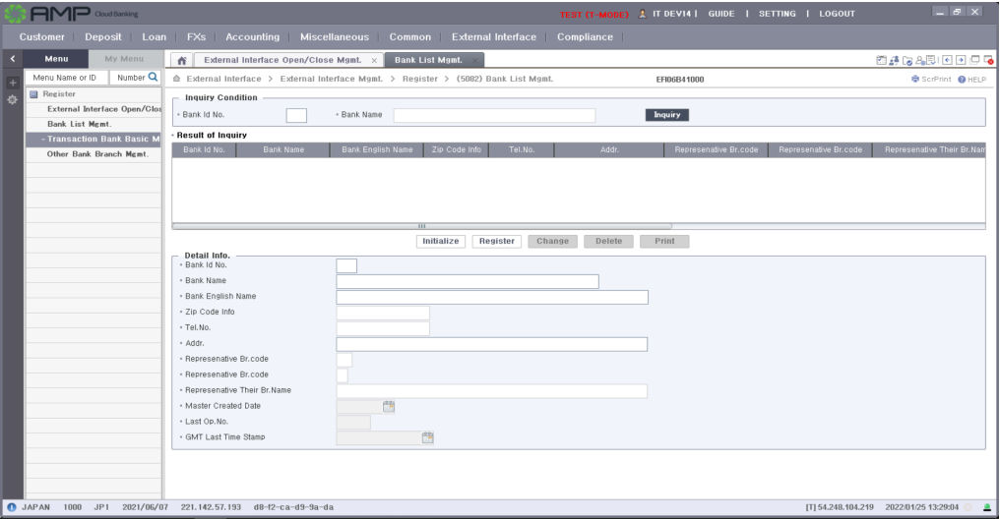 AMP Cloud Banking TEST (T-MODE) IT DEV14 | GUIDE | SETTING | LOGOUT
Customer Deposit Loan FXs Accounting Miscellaneous Common External Interface Compliance
Menu My Menu External Interface Open/Close Mgmt. × Bank List Mgmt. ×
Menu Name or ID Number External Interface > External Interface Mgmt. > Register > (5082) Bank List Mgmt. EFI06B41000 ScrPrint HELP
Register
External Interface Open/Clo
Bank List Mgmt.
- Transaction Bank Basic M
Other Bank Branch Mgmt.
Inquiry Condition
Bank Id No. Bank Name Inquiry
Result of Inquiry
Bank Id No. Bank Name Bank English Name Zip Code Info Tel.No. Addr. Represenative Br.code Represenative Br.code Represenative Their Br.Nam
Initialize Register Change Delete Print
Detail Info.
Bank Id No.
Bank Name
Bank English Name
Zip Code Info
Tel.No.
Addr.
Represenative Br.code
Represenative Br.code
Represenative Their Br.Name
Master Created Date
Last Op.No.
GMT Last Time Stamp
JAPAN 1000 JP1 2021/06/07 221.142.57.193 d8-f2-ca-d9-9a-da [T] 54.248.104.219 2022/01/25 13:29:04